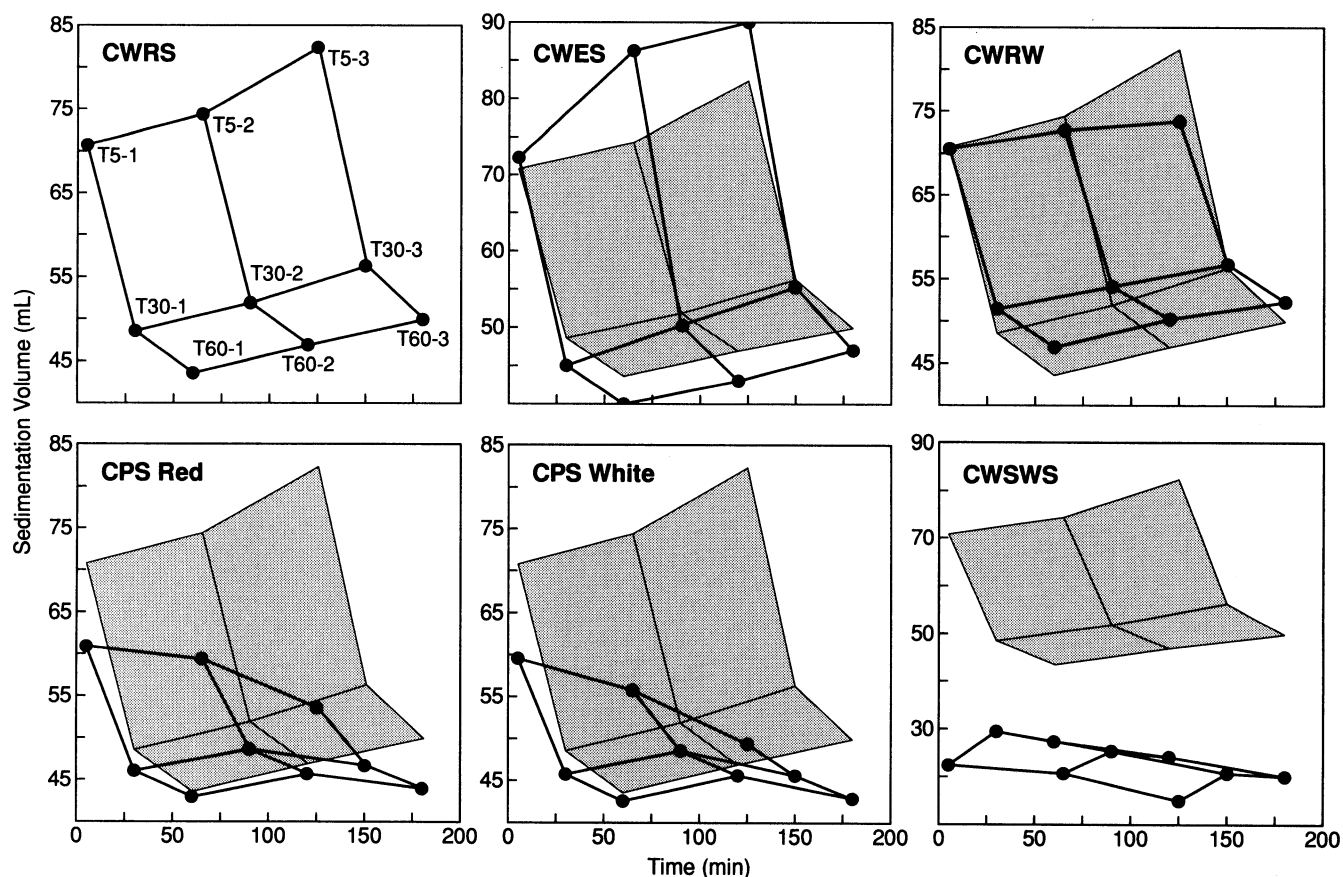 CWRS
85
75
65
55
45
T5-1
T5-2
T5-3
T30-1
T30-2
T30-3
T60-1
T60-2
T60-3
CWES
90
80
70
60
50
CWRW
85
75
65
55
45
Sedimentation Volume (mL)
CPS Red
85
75
65
55
45
0 50 100 150 200
CPS White
85
75
65
55
45
0 50 100 150 200
CWSWS
90
70
50
30
0 50 100 150 200
Time (min)